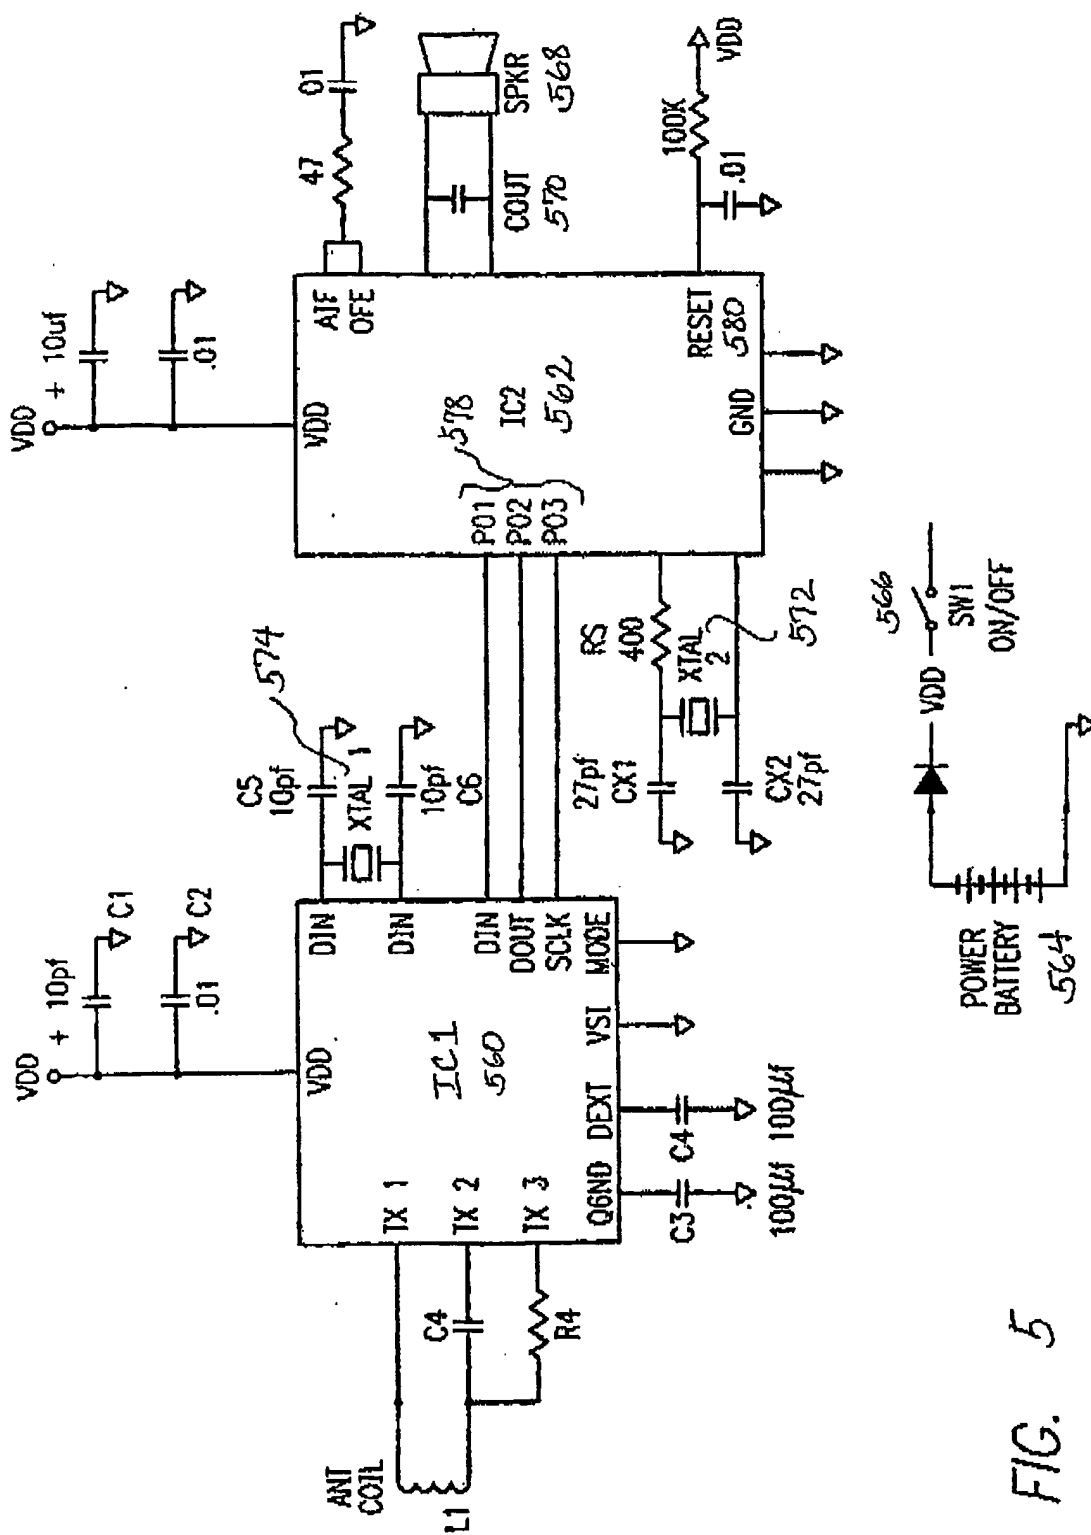 VDD
+ 10pf
C1
C2
.01
VDD
ANT
COIL
L1
C4
R4
TX 1
TX 2
TX 3
IC1
560
DIN
DIN
DIN
DOUT
SCLK
QGND
DEXT
VSI
MODE
C3
C4
100µf
100µf
C5
10pf
XTAL 1
574
10pf
C6
VDD
+ 10uf
.01
VDD
PO1
PO2
PO3
578
IC2
562
AIF
OFE
47
01
COUT
570
SPKR
568
RESET
580
GND
100K
VDD
.01
RS
400
XTAL
2
572
27pf
CX1
CX2
27pf
POWER
BATTERY
564
VDD
566
SW1
ON/OFF
FIG. 5